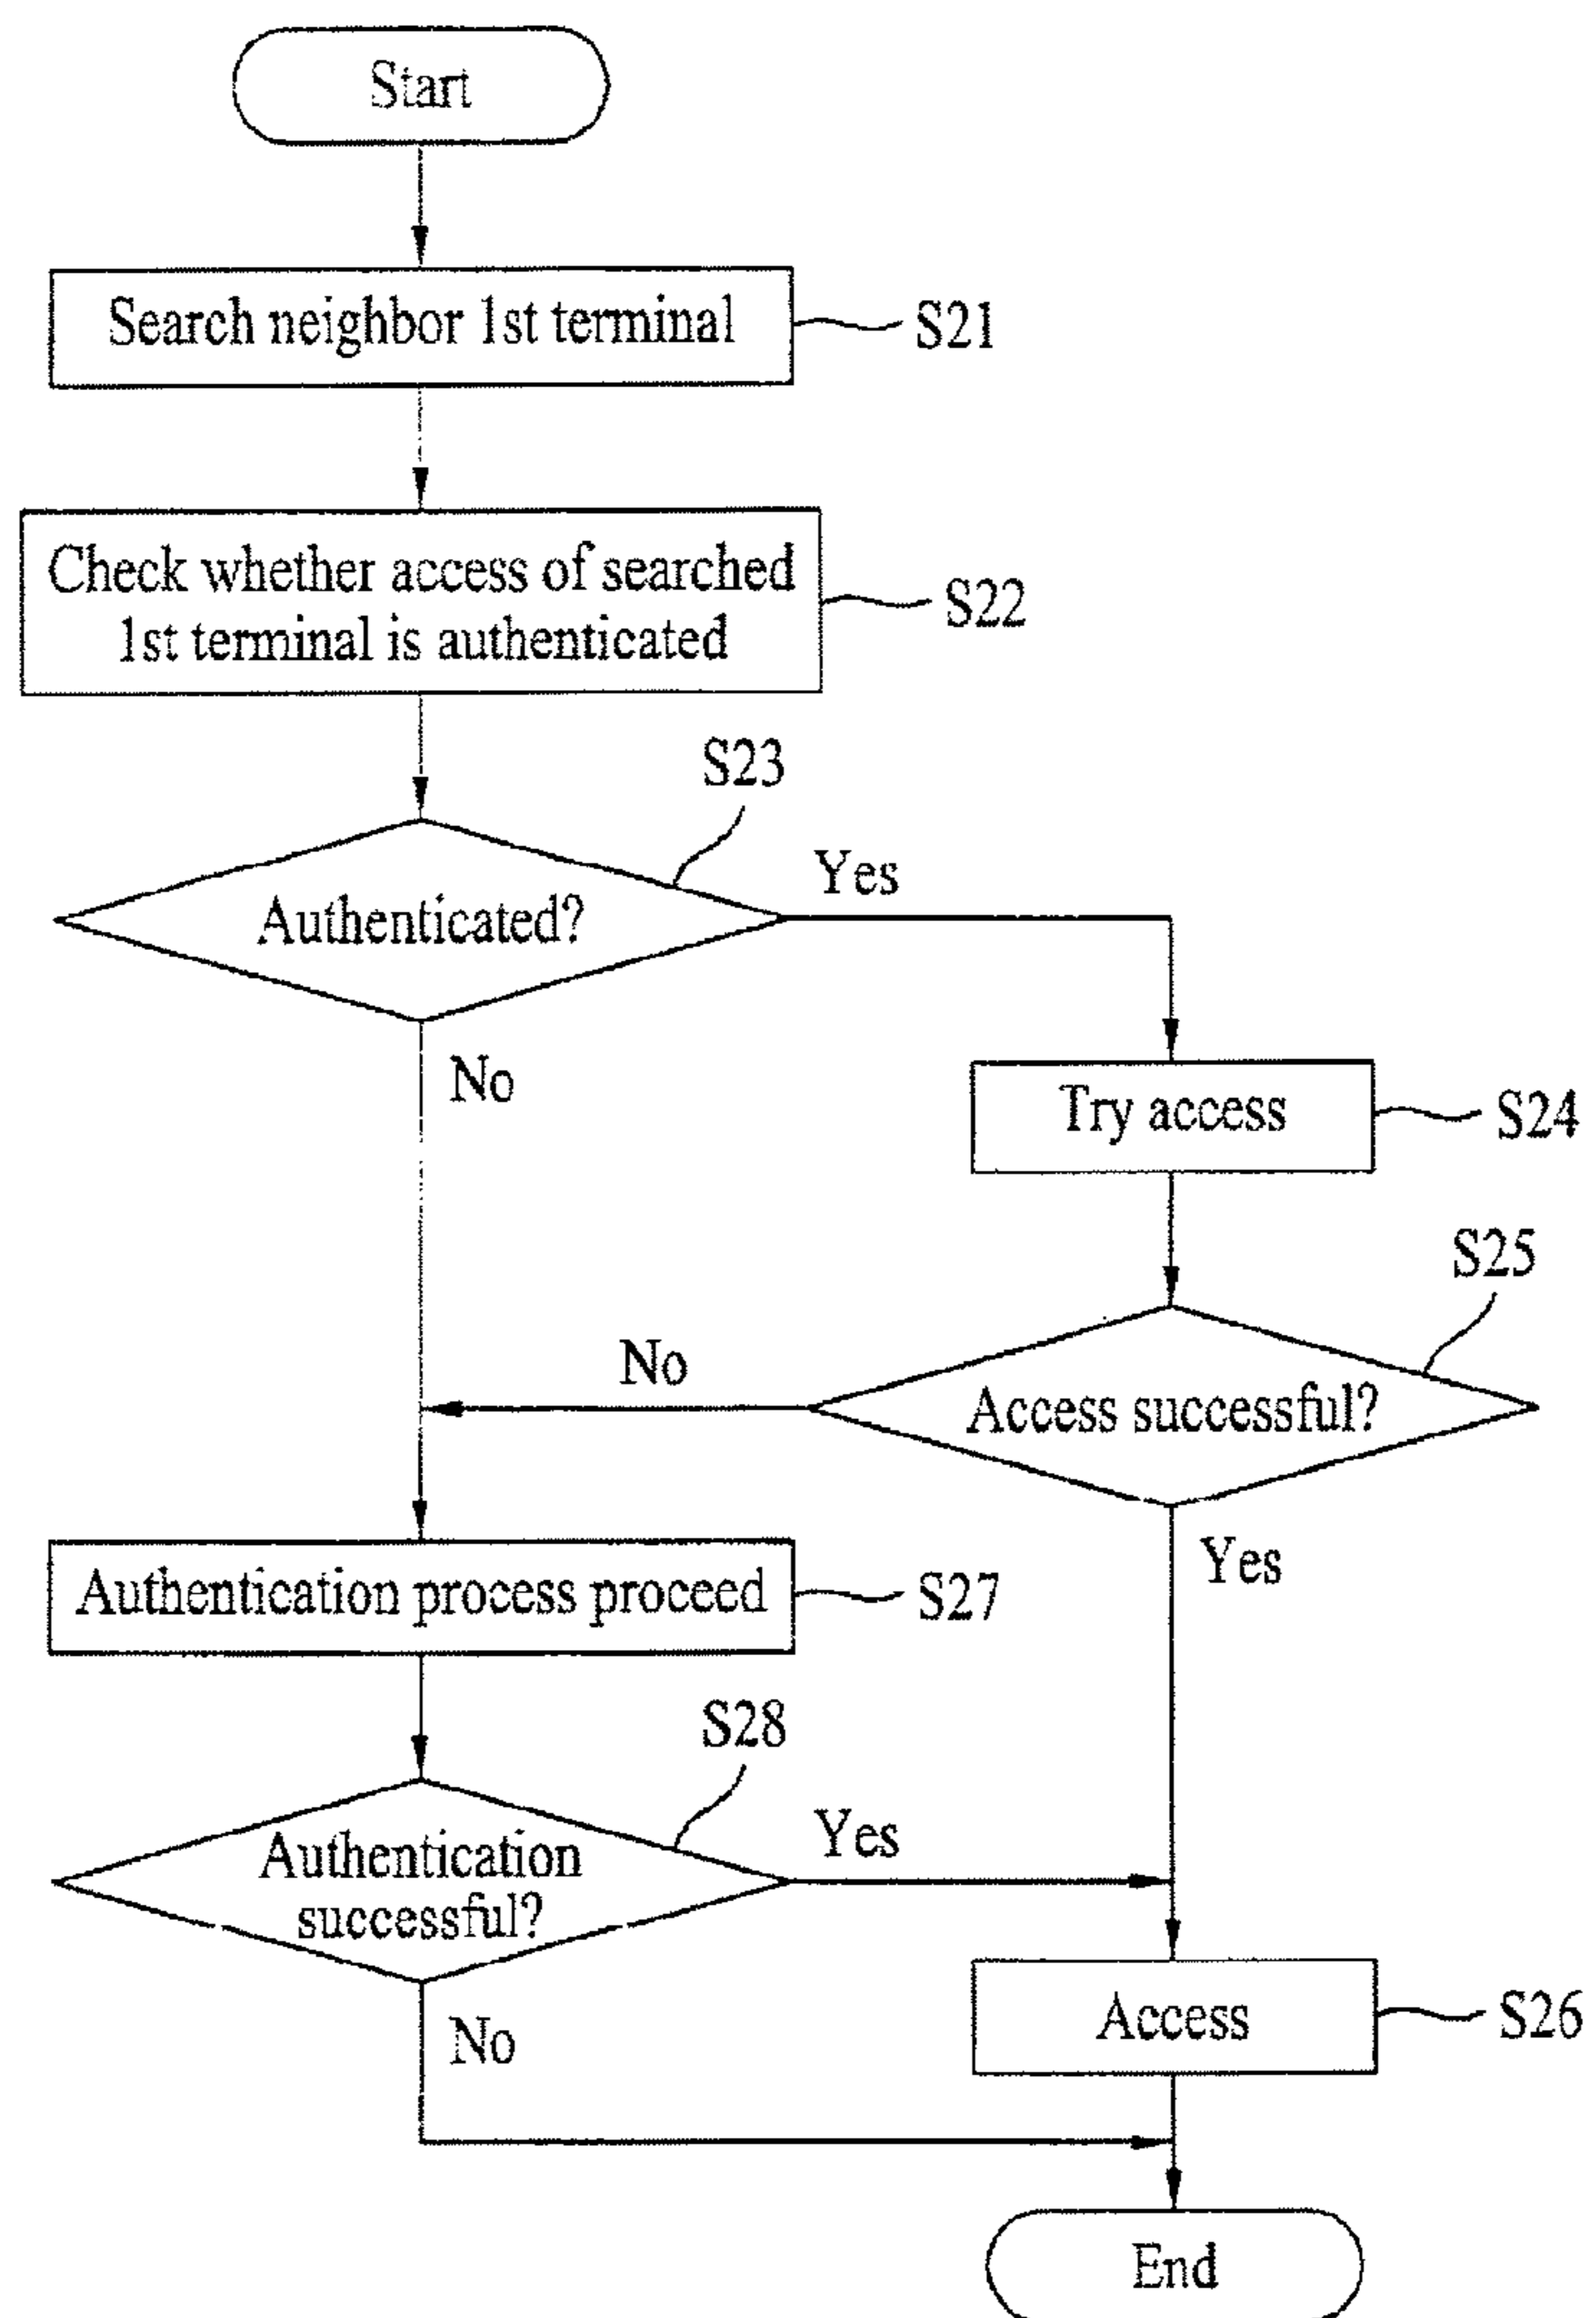 Start
Search neighbor 1st terminal
S21
Check whether access of searched
1st terminal is authenticated
S22
S23
Authenticated?
Yes
No
Try access
S24
S25
Access successful?
No
Yes
Authentication process proceed
S27
S28
Authentication
successful?
Yes
No
Access
S26
End